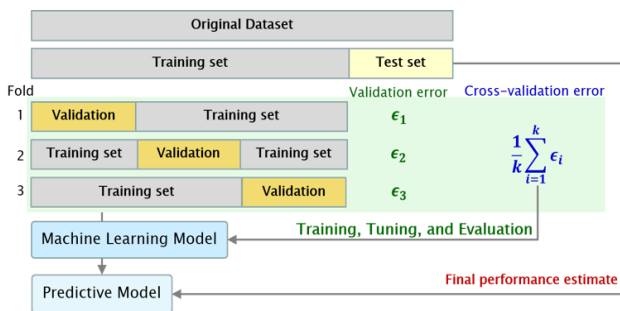 Original Dataset
Training set Test set
Fold Validation error Cross-validation error
1 Validation Training set ϵ1
2 Training set Validation Training set ϵ2
3 Training set Validation ϵ3
1/k ∑_{i=1}^{k} ϵi
Training, Tuning, and Evaluation
Machine Learning Model
Final performance estimate
Predictive Model